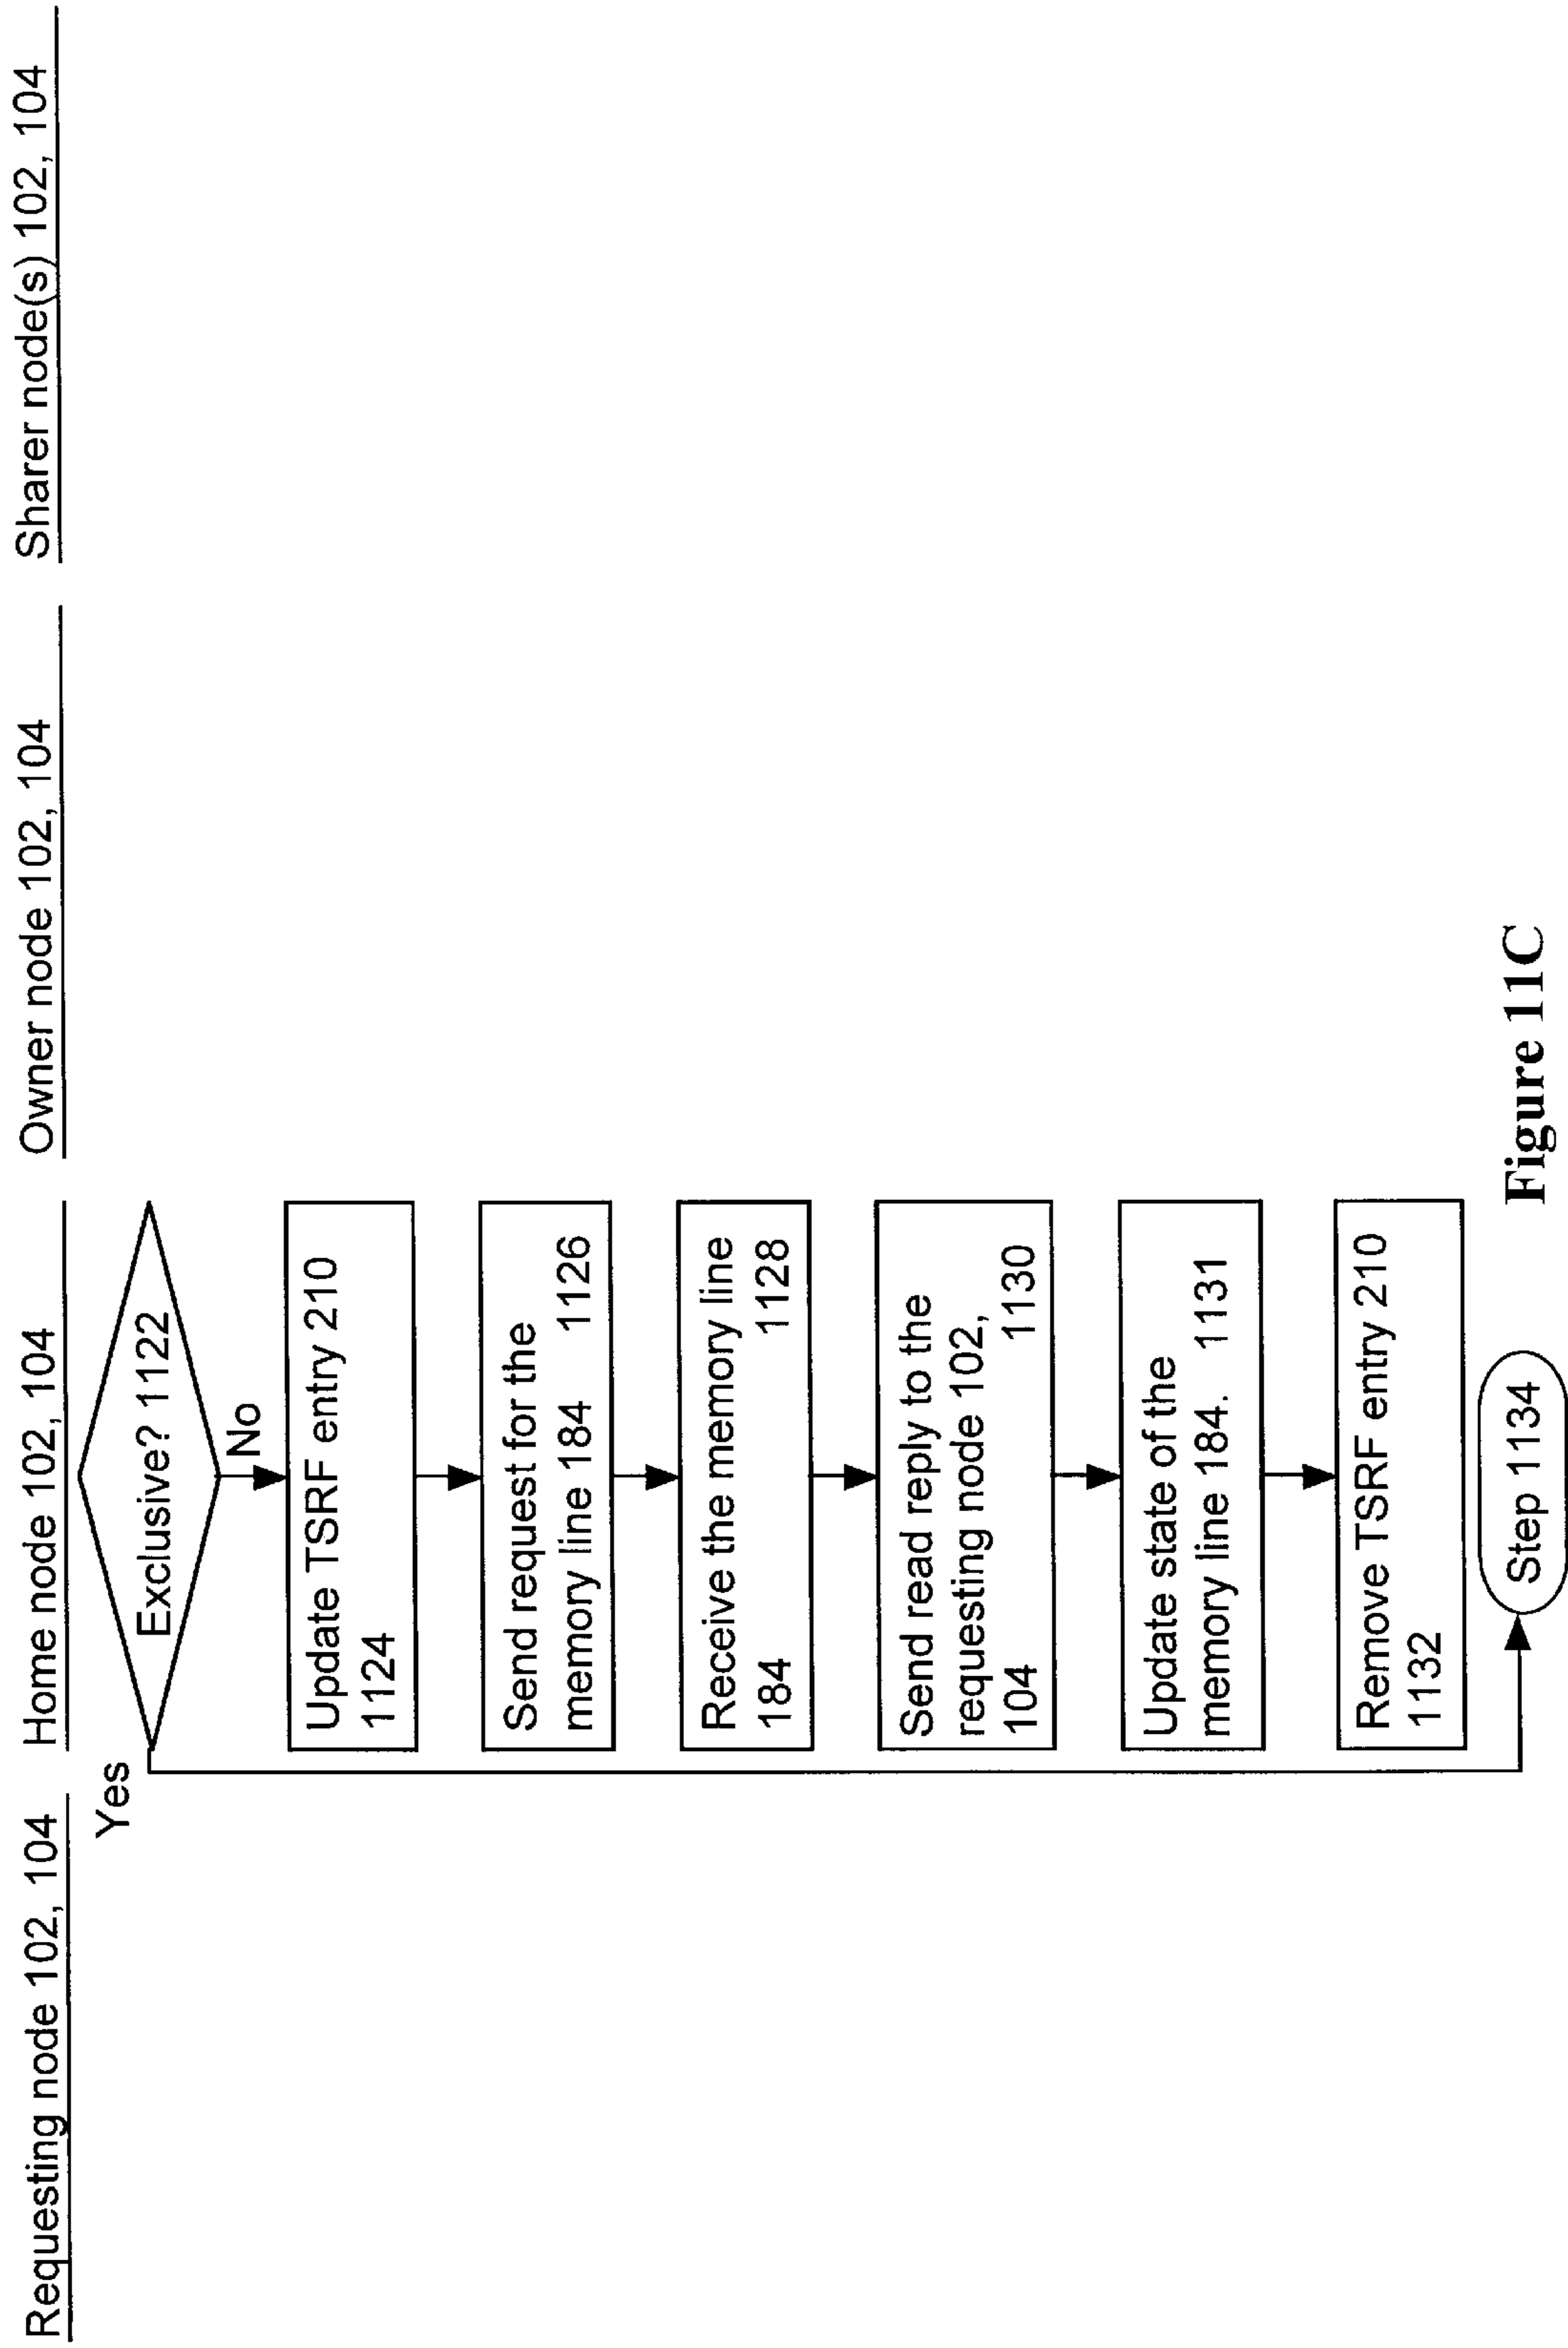 Requesting node 102, 104
Home node 102, 104
Owner node 102, 104
Sharer node(s) 102, 104
Yes
Exclusive? 1122
No
Update TSRF entry 210
1124
Send request for the
memory line 184 1126
Receive the memory line
184 1128
Send read reply to the
requesting node 102,
104 1130
Update state of the
memory line 184. 1131
Remove TSRF entry 210
1132
Step 1134
Figure 11C